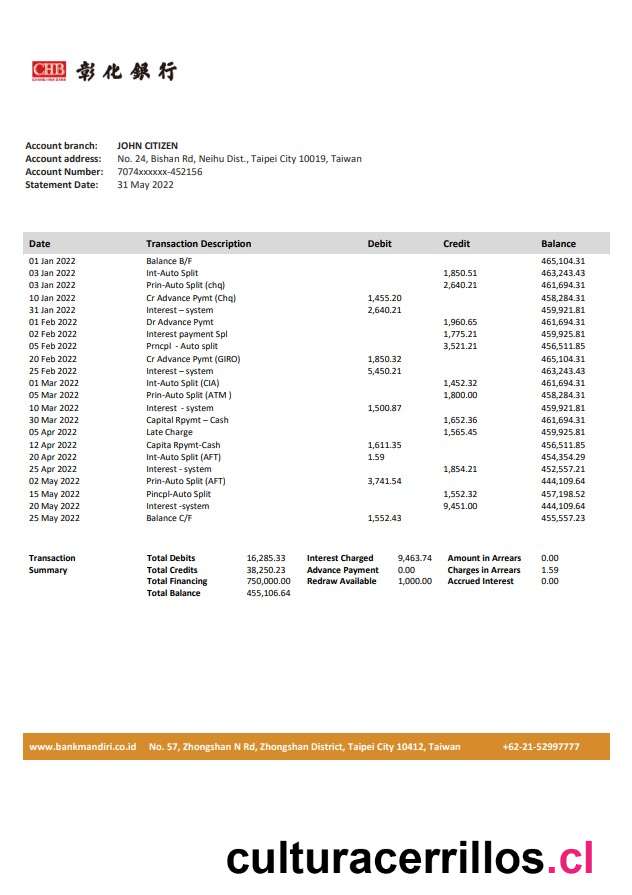 CHB 彰化銀行
CHANG HWA BANK
Account branch: JOHN CITIZEN
Account address: No. 24, Bishan Rd, Neihu Dist., Taipei City 10019, Taiwan
Account Number: 7074xxxxxx-452156
Statement Date: 31 May 2022
Date Transaction Description Debit Credit Balance
01 Jan 2022 Balance B/F 465,104.31
03 Jan 2022 Int-Auto Split 1,850.51 463,243.43
03 Jan 2022 Prin-Auto Split (chq) 2,640.21 461,694.31
10 Jan 2022 Cr Advance Pymt (Chq) 1,455.20 458,284.31
31 Jan 2022 Interest – system 2,640.21 459,921.81
01 Feb 2022 Dr Advance Pymt 1,960.65 461,694.31
02 Feb 2022 Interest payment Spl 1,775.21 459,925.85
05 Feb 2022 Prncpl - Auto split 3,521.21 456,511.85
20 Feb 2022 Cr Advance Pymt (GIRO) 1,850.32 465,104.31
25 Feb 2022 Interest – system 5,450.21 463,243.43
01 Mar 2022 Int-Auto Split (CIA) 1,452.32 461,694.31
05 Mar 2022 Prin-Auto Split (ATM ) 1,800.00 458,284.31
10 Mar 2022 Interest - system 1,500.87 459,921.81
30 Mar 2022 Capital Rpymt – Cash 1,652.36 461,694.31
05 Apr 2022 Late Charge 1,565.45 459,925.81
12 Apr 2022 Capita Rpymt-Cash 1,611.35 456,511.85
20 Apr 2022 Int-Auto Split (AFT) 1.59 454,354.29
25 Apr 2022 Interest - system 1,854.21 452,557.21
02 May 2022 Prin-Auto Split (AFT) 3,741.54 444,109.64
15 May 2022 Pincpl-Auto Split 1,552.32 457,198.52
20 May 2022 Interest -system 9,451.00 444,109.64
25 May 2022 Balance C/F 1,552.43 455,557.23
Transaction Total Debits 16,285.33 Interest Charged 9,463.74 Amount in Arrears 0.00
Summary Total Credits 38,250.23 Advance Payment 0.00 Charges in Arrears 1.59
Total Financing 750,000.00 Redraw Available 1,000.00 Accrued Interest 0.00
Total Balance 455,106.64
www.bankmandiri.co.id No. 57, Zhongshan N Rd, Zhongshan District, Taipei City 10412, Taiwan +62-21-52997777
culturacerrillos.cl